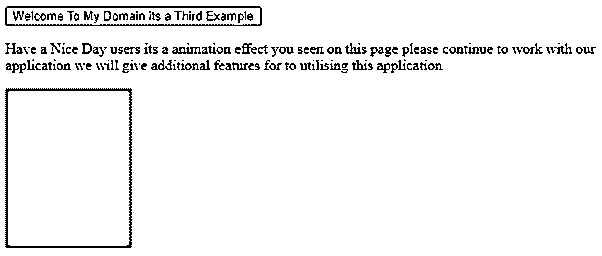 Welcome To My Domain its a Third Example
Have a Nice Day users its a animation effect you seen on this page please continue to work with our
application we will give additional features for to utilising this application